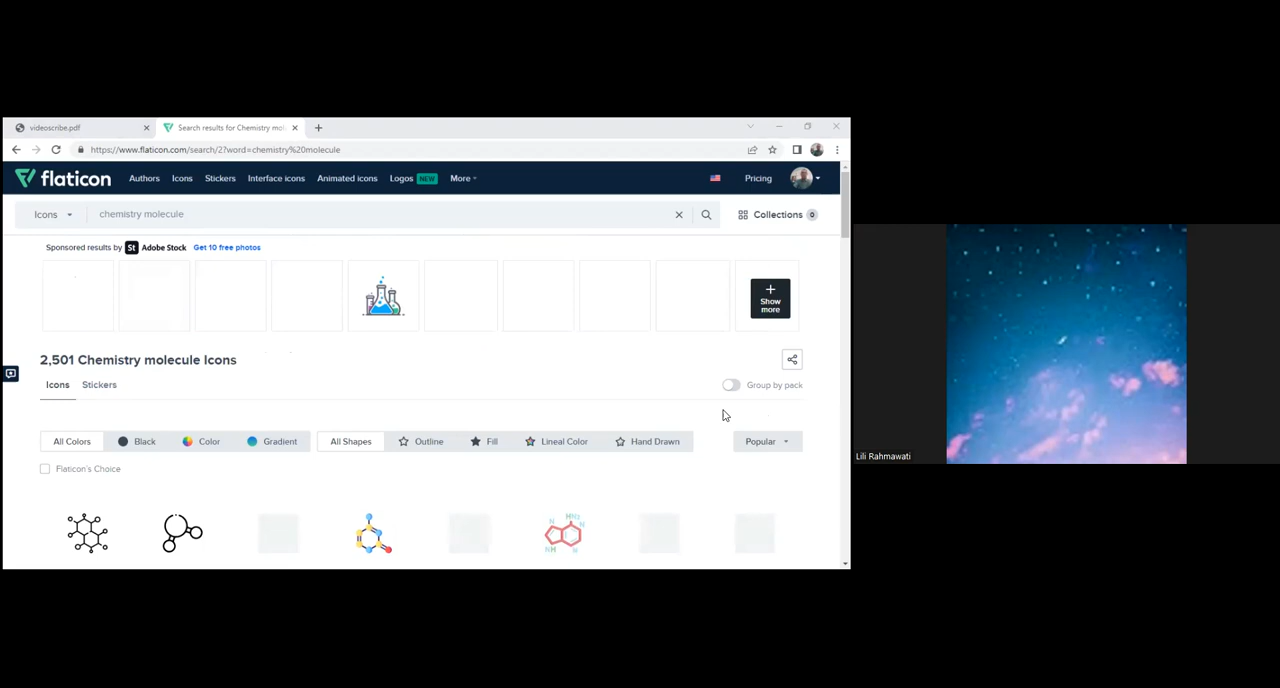 videoscribe.pdf
Search results for Chemistry mol
https://www.flaticon.com/search/2?word=chemistry%20molecule
flaticon Authors Icons Stickers Interface icons Animated icons Logos NEW More Pricing
Icons chemistry molecule Collections 0
Sponsored results by St Adobe Stock Get 10 free photos
+ Show more
2,501 Chemistry molecule Icons
Icons Stickers Group by pack
All Colors Black Color Gradient All Shapes Outline Fill Lineal Color Hand Drawn Popular
Flaticon's Choice
Lili Rahmawati